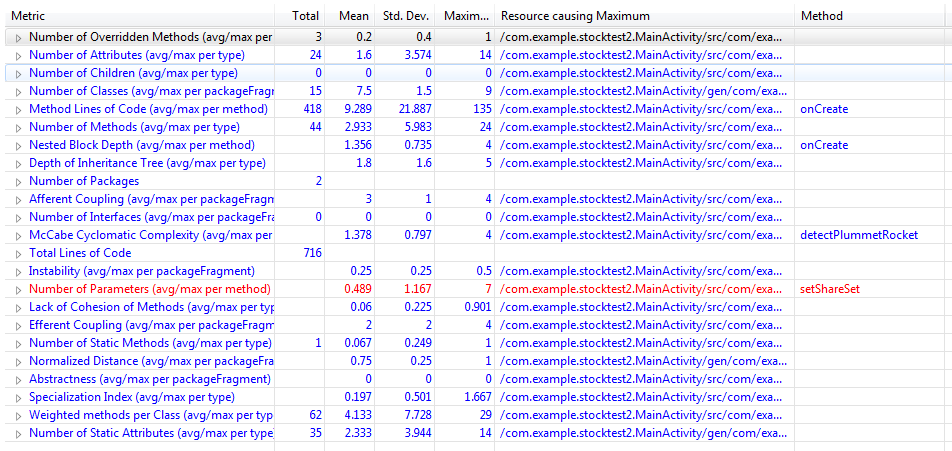 Metric Total Mean Std. Dev. Maxim... Resource causing Maximum Method
Number of Overridden Methods (avg/max per 3 0.2 0.4 1 /com.example.stocktest2.MainActivity/src/com/exa...
Number of Attributes (avg/max per type) 24 1.6 3.574 14 /com.example.stocktest2.MainActivity/src/com/exa...
Number of Children (avg/max per type) 0 0 0 0 /com.example.stocktest2.MainActivity/src/com/exa...
Number of Classes (avg/max per packageFragr 15 7.5 1.5 9 /com.example.stocktest2.MainActivity/gen/com/exa...
Method Lines of Code (avg/max per method) 418 9.289 21.887 135 /com.example.stocktest2.MainActivity/src/com/exa... onCreate
Number of Methods (avg/max per type) 44 2.933 5.983 24 /com.example.stocktest2.MainActivity/src/com/exa...
Nested Block Depth (avg/max per method) 1.356 0.735 4 /com.example.stocktest2.MainActivity/src/com/exa... onCreate
Depth of Inheritance Tree (avg/max per type) 1.8 1.6 5 /com.example.stocktest2.MainActivity/src/com/exa...
Number of Packages 2
Afferent Coupling (avg/max per packageFragm 3 1 4 /com.example.stocktest2.MainActivity/src/com/exa...
Number of Interfaces (avg/max per packageFra 0 0 0 0 /com.example.stocktest2.MainActivity/src/com/exa...
McCabe Cyclomatic Complexity (avg/max per 1.378 0.797 4 /com.example.stocktest2.MainActivity/src/com/exa... detectPlummetRocket
Total Lines of Code 716
Instability (avg/max per packageFragment) 0.25 0.25 0.5 /com.example.stocktest2.MainActivity/src/com/exa...
Number of Parameters (avg/max per method) 0.489 1.167 7 /com.example.stocktest2.MainActivity/src/com/exa... setShareSet
Lack of Cohesion of Methods (avg/max per typ 0.06 0.225 0.901 /com.example.stocktest2.MainActivity/src/com/exa...
Efferent Coupling (avg/max per packageFragm 2 2 4 /com.example.stocktest2.MainActivity/src/com/exa...
Number of Static Methods (avg/max per type) 1 0.067 0.249 1 /com.example.stocktest2.MainActivity/src/com/exa...
Normalized Distance (avg/max per packageFra 0.75 0.25 1 /com.example.stocktest2.MainActivity/gen/com/exa...
Abstractness (avg/max per packageFragment) 0 0 0 /com.example.stocktest2.MainActivity/src/com/exa...
Specialization Index (avg/max per type) 0.197 0.501 1.667 /com.example.stocktest2.MainActivity/src/com/exa...
Weighted methods per Class (avg/max per typ 62 4.133 7.728 29 /com.example.stocktest2.MainActivity/src/com/exa...
Number of Static Attributes (avg/max per type 35 2.333 3.944 14 /com.example.stocktest2.MainActivity/gen/com/exa...